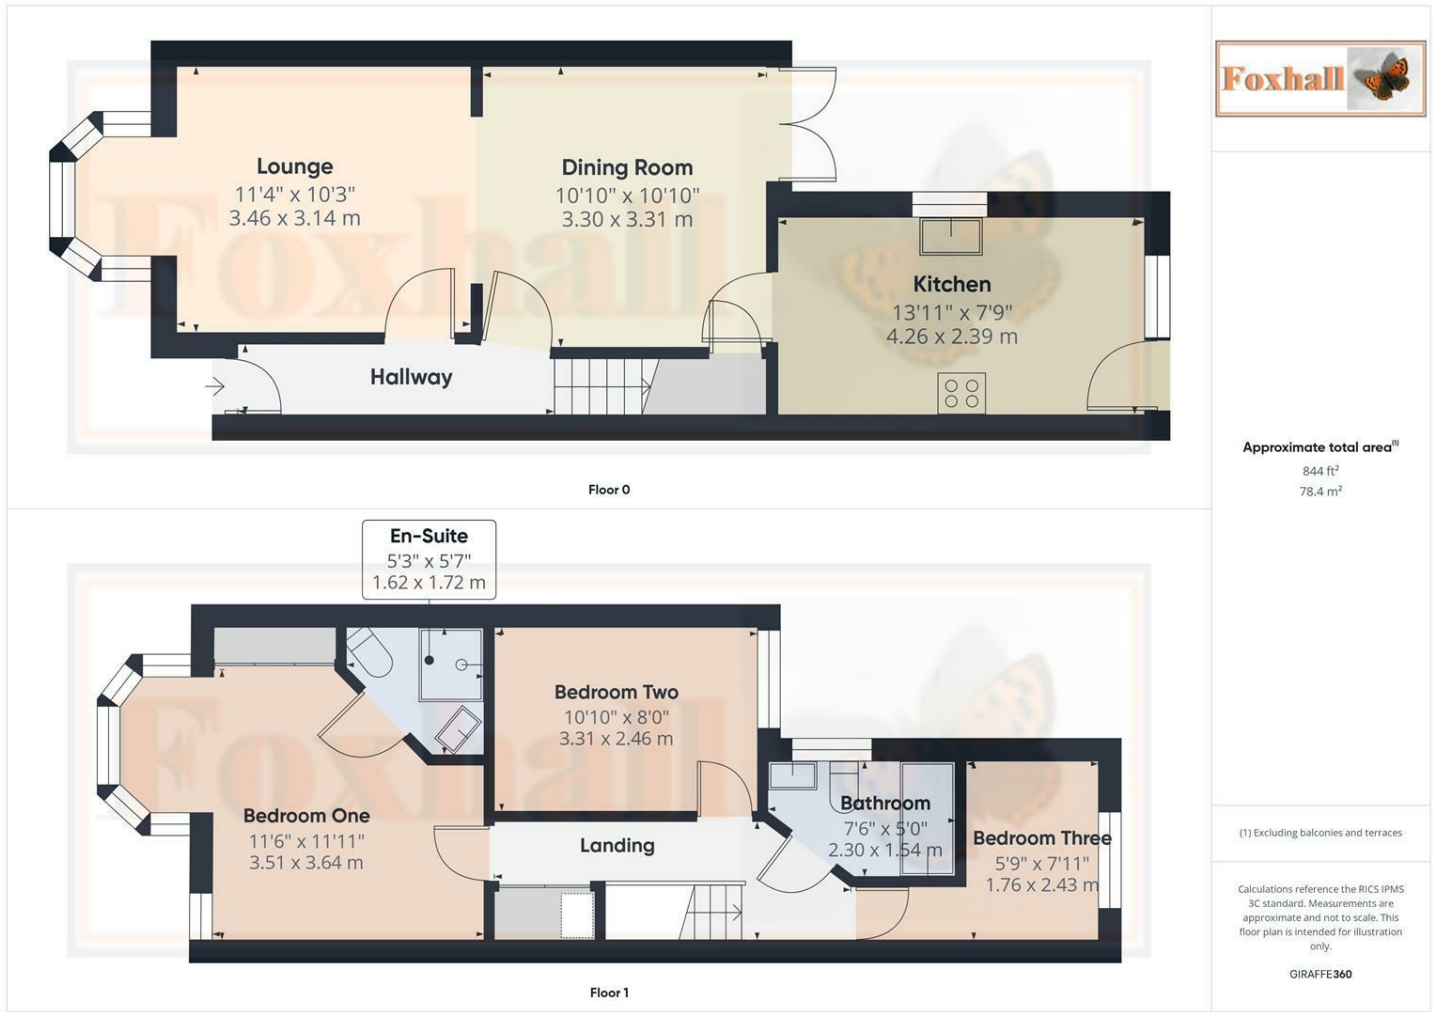 Foxhall
Lounge
11'4" x 10'3"
3.46 x 3.14 m
Dining Room
10'10" x 10'10"
3.30 x 3.31 m
Kitchen
13'11" x 7'9"
4.26 x 2.39 m
Hallway
Floor 0
Approximate total area(1)
844 ft²
78.4 m²
En-Suite
5'3" x 5'7"
1.62 x 1.72 m
Bedroom Two
10'10" x 8'0"
3.31 x 2.46 m
Bedroom One
11'6" x 11'11"
3.51 x 3.64 m
Landing
Bathroom
7'6" x 5'0"
2.30 x 1.54 m
Bedroom Three
5'9" x 7'11"
1.76 x 2.43 m
Floor 1
(1) Excluding balconies and terraces
Calculations reference the RICS IPMS
3C standard. Measurements are
approximate and not to scale. This
floor plan is intended for illustration
only.
GIRAFFE360
Foxhall
Foxhall